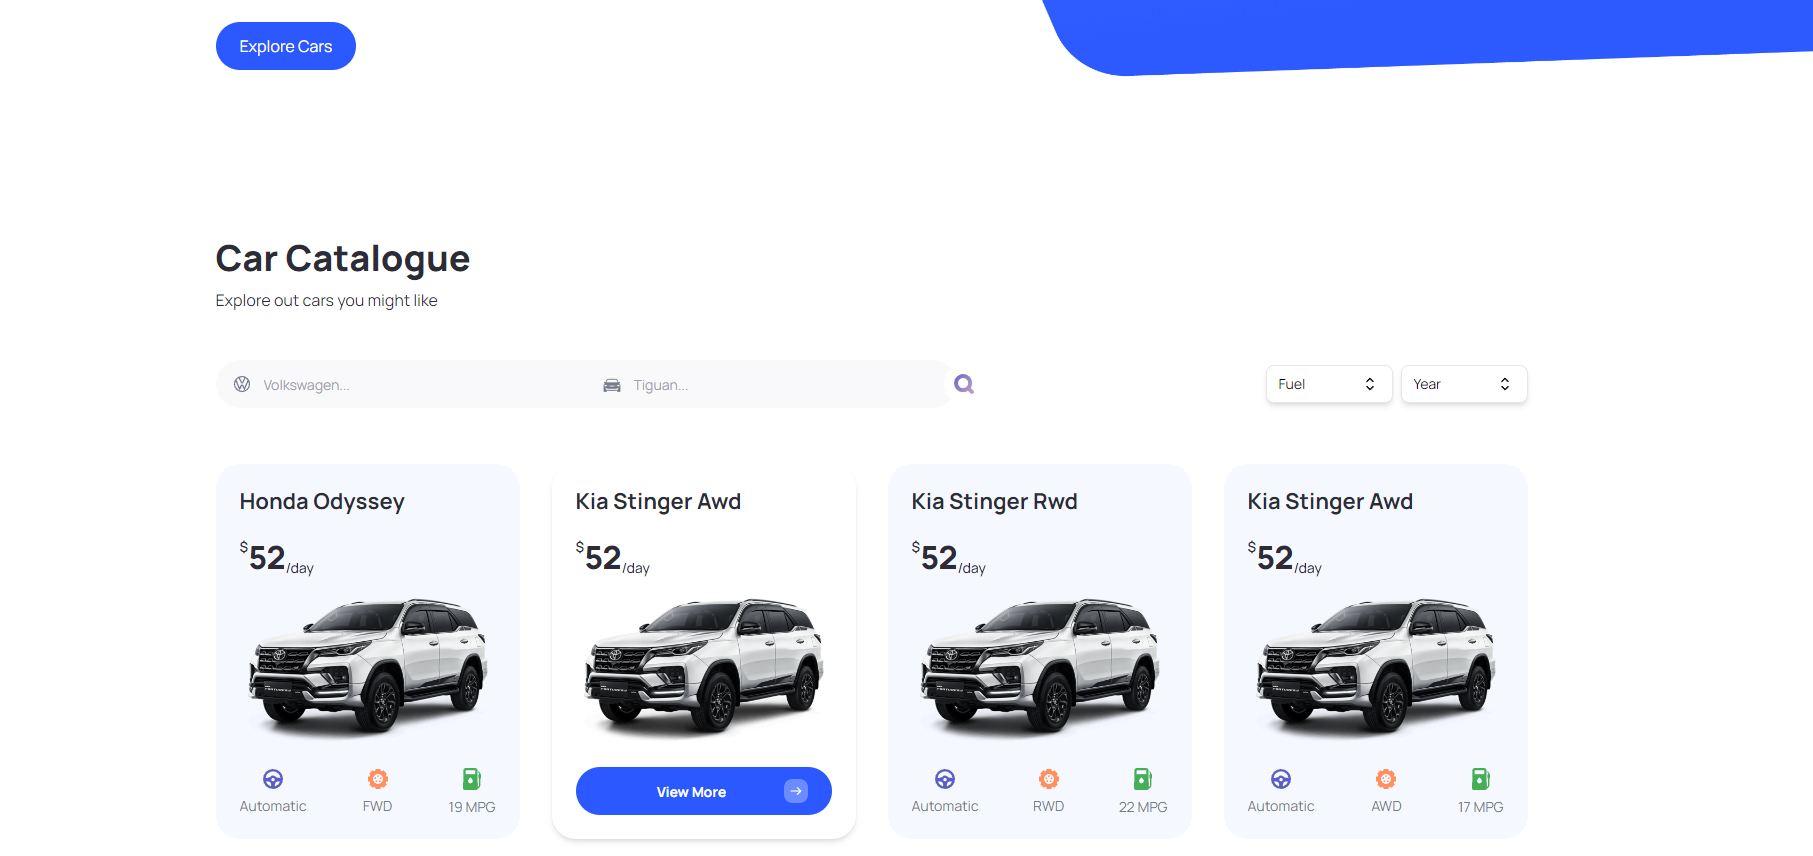 Explore Cars
Car Catalogue
Explore out cars you might like
Volkswagen...
Tiguan...
Fuel
Year
Honda Odyssey
$52/day
Automatic
FWD
19 MPG
Kia Stinger Awd
$52/day
View More
Kia Stinger Rwd
$52/day
Automatic
RWD
22 MPG
Kia Stinger Awd
$52/day
Automatic
AWD
17 MPG